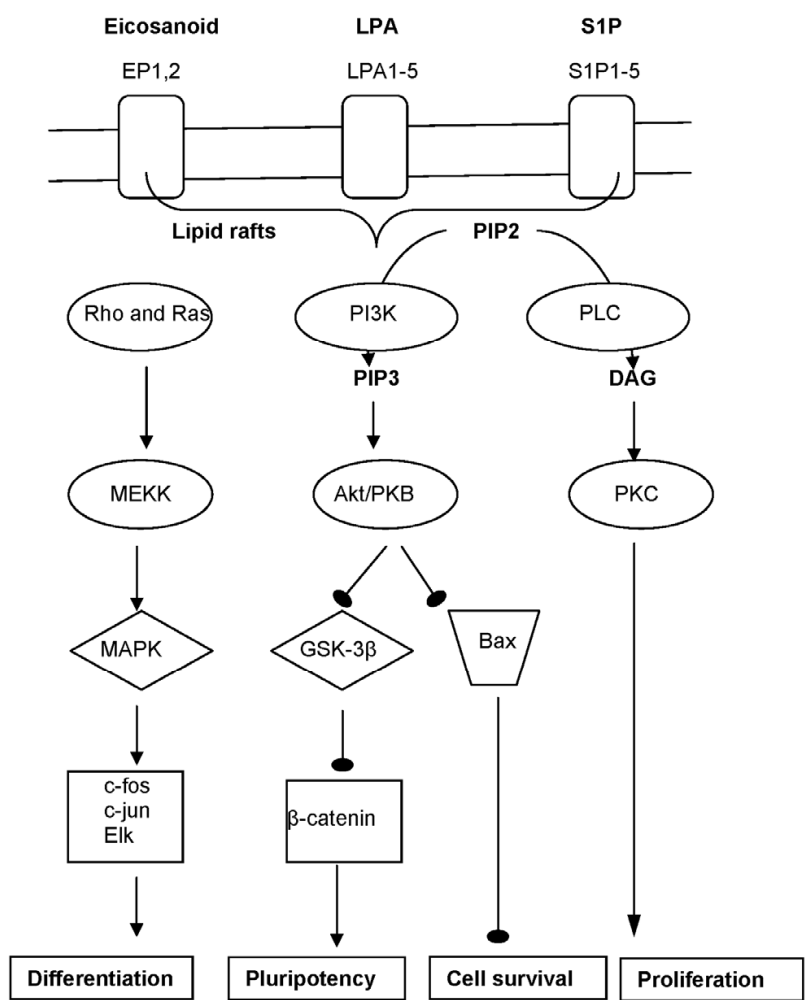 Eicosanoid LPA S1P
EP1,2 LPA1-5 S1P1-5
Lipid rafts PIP2
Rho and Ras PI3K PLC
PIP3 DAG
MEKK Akt/PKB PKC
MAPK GSK-3β Bax
c-fos
c-jun
Elk
β-catenin
Differentiation Pluripotency Cell survival Proliferation